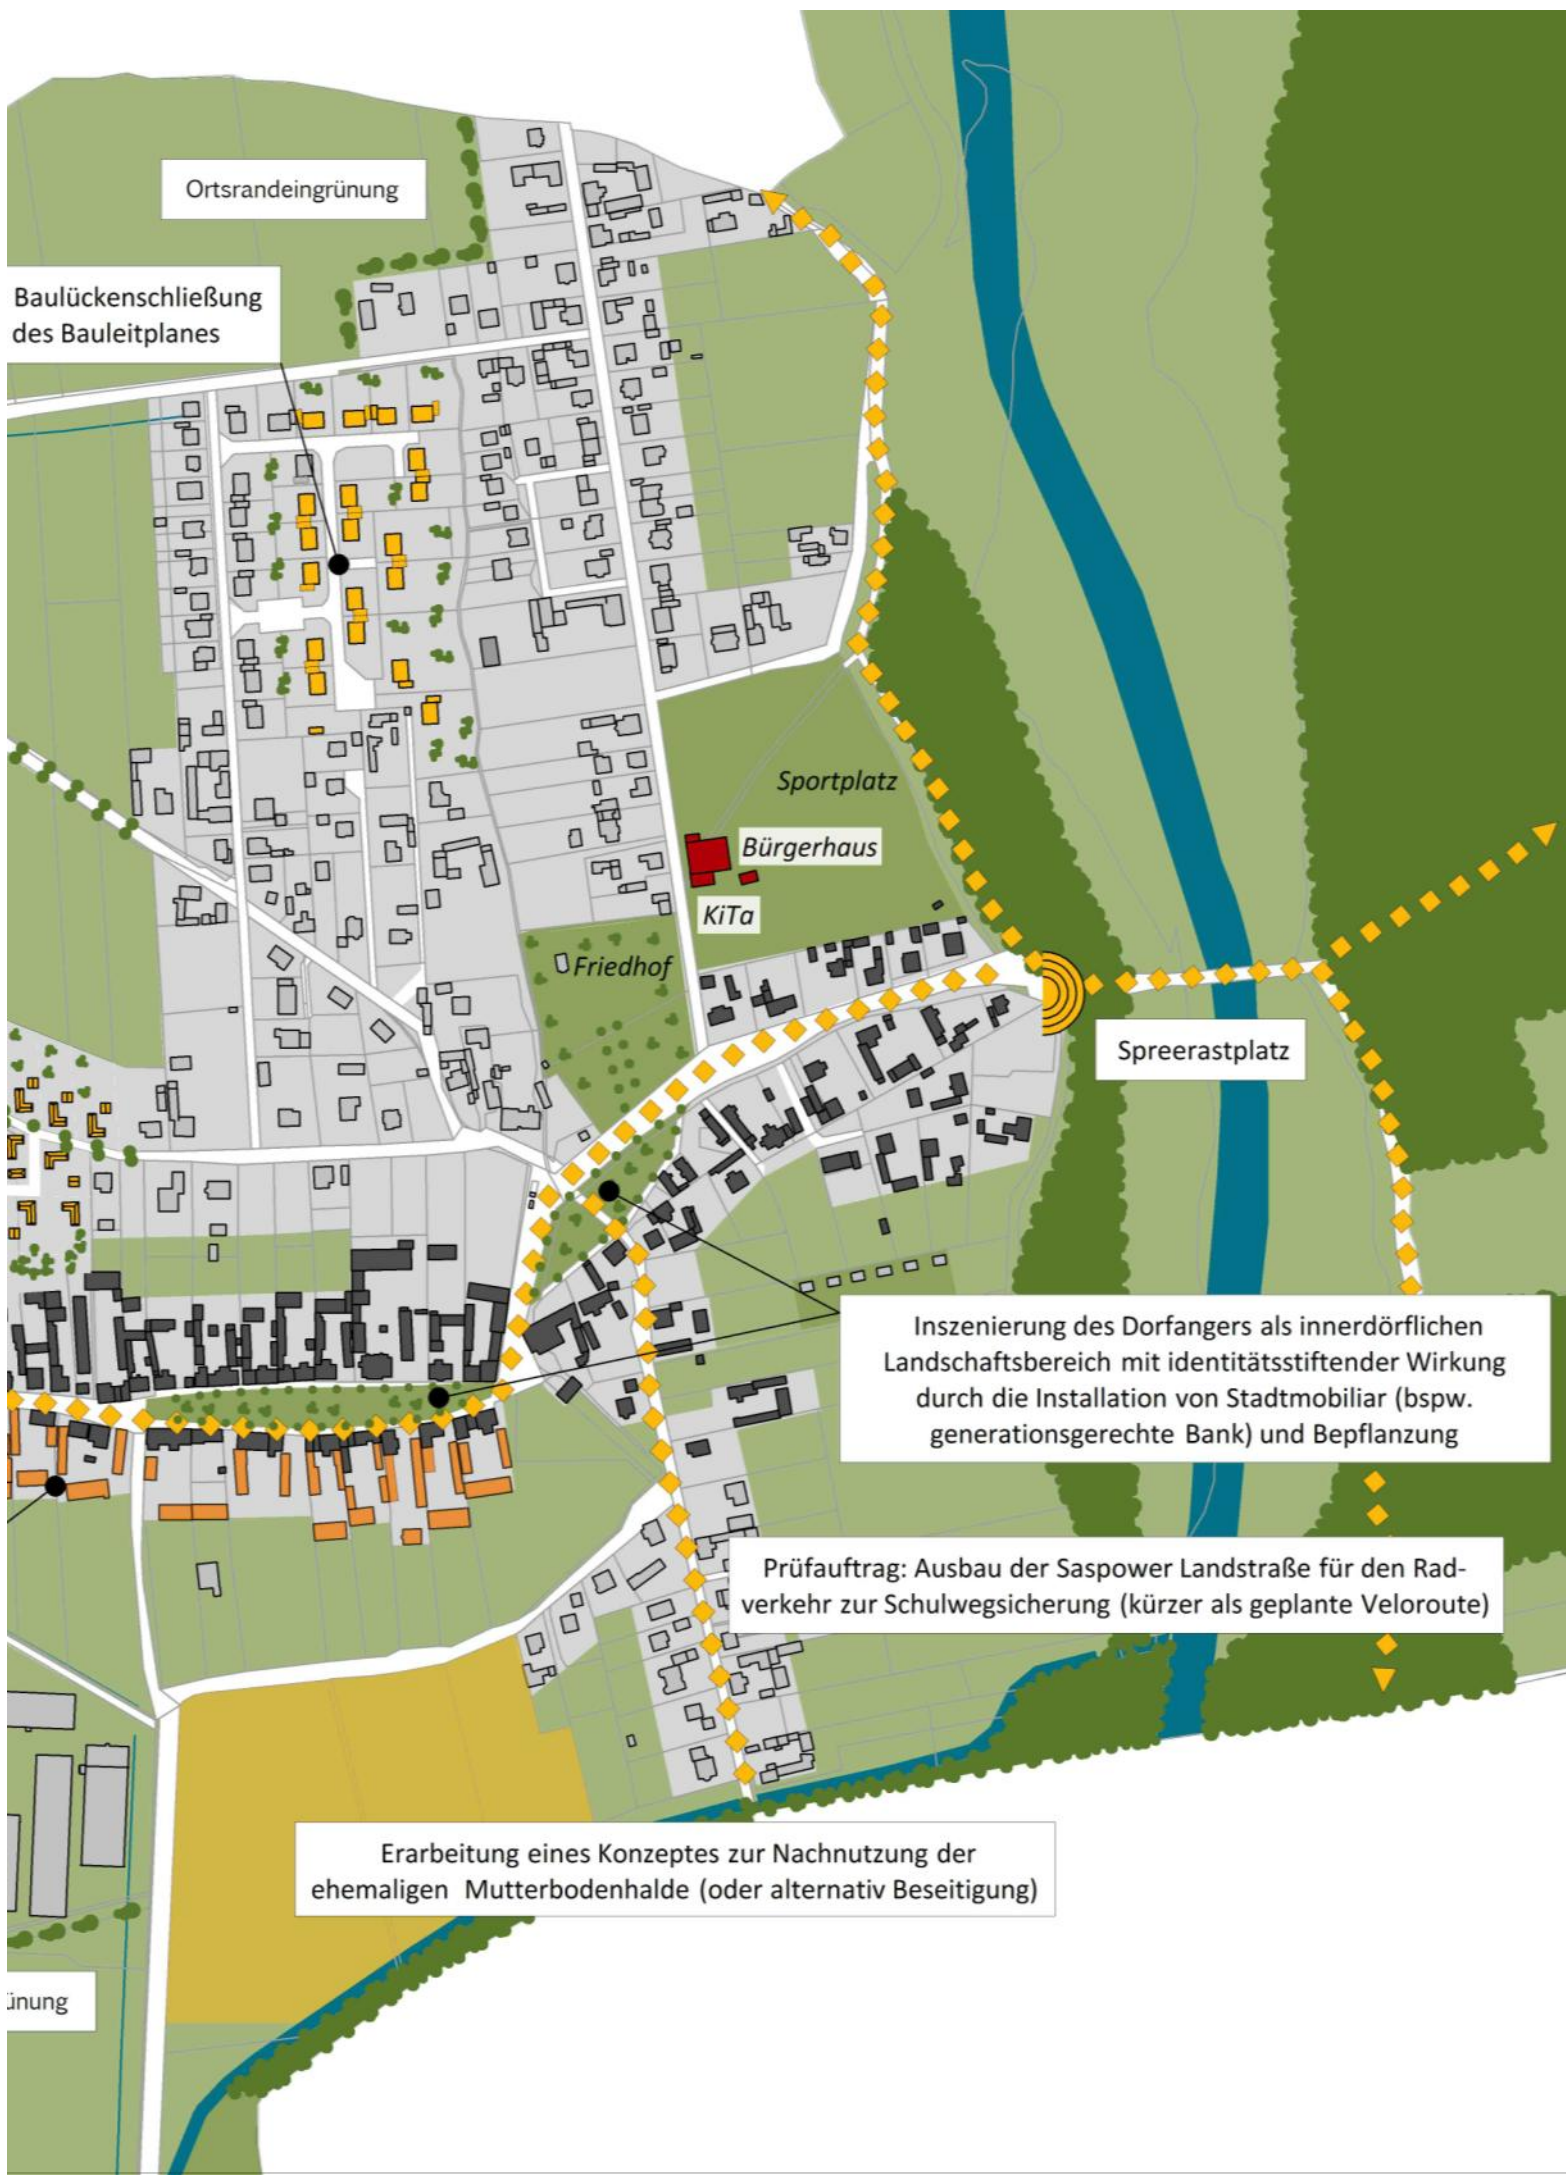 Ortsrandeingrünung
Baulückenschließung
des Bauleitplanes
Sportplatz
Bürgerhaus
KiTa
Friedhof
Spreerastplatz
Inszenierung des Dorfangers als innerdörflichen
Landschaftsbereich mit identitätsstiftender Wirkung
durch die Installation von Stadtmobiliar (bspw.
generationsgerechte Bank) und Bepflanzung
Prüfauftrag: Ausbau der Saspower Landstraße für den Rad-
verkehr zur Schulwegsicherung (kürzer als geplante Veloroute)
Erarbeitung eines Konzeptes zur Nachnutzung der
ehemaligen Mutterbodenhalde (oder alternativ Beseitigung)
ünung